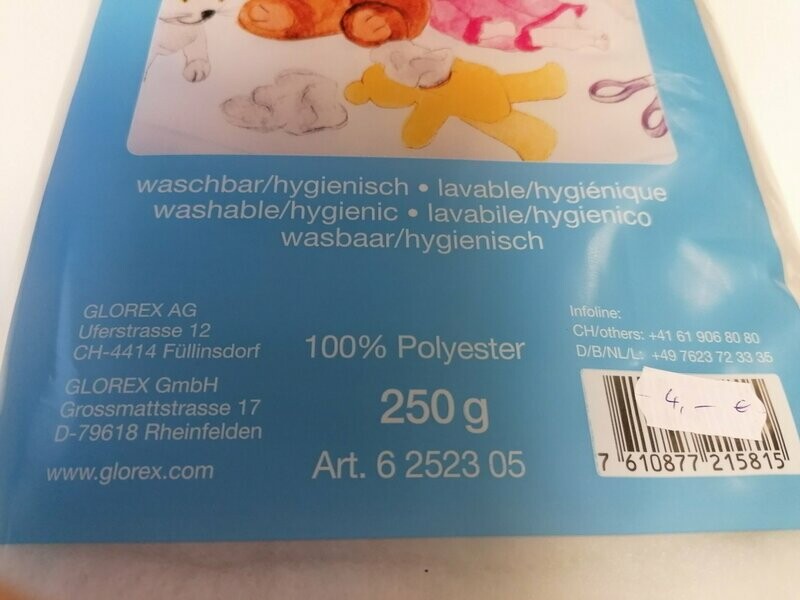 waschbar/hygienisch • lavable/hygiénique
washable/hygienic • lavabile/hygienico
wasbaar/hygienisch
GLOREX AG
Uferstrasse 12
CH-4414 Füllinsdorf
GLOREX GmbH
Grossmattstrasse 17
D-79618 Rheinfelden
www.glorex.com
100% Polyester
250 g
Art. 6 2523 05
Infoline:
CH/others: +41 61 906 80 80
D/B/NL/L: +49 7623 72 33 35
- 4,- €
7 610877 215815